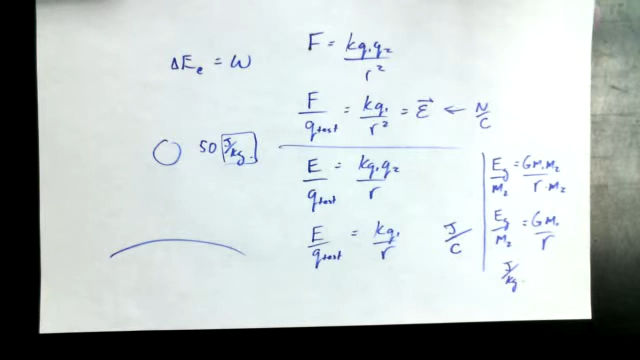 ΔE_e = W
F = kq₁q₂/r²
F/q_test = kq₁/r² = ε⃗ ← N/C
50 J/kg
E/q_test = kq₁q₂/r
E/q_test = kq₁/r J/C
E_g/M₂ = GM₁M₂/r·M₂
E_g/M₂ = GM₁/r
J/kg